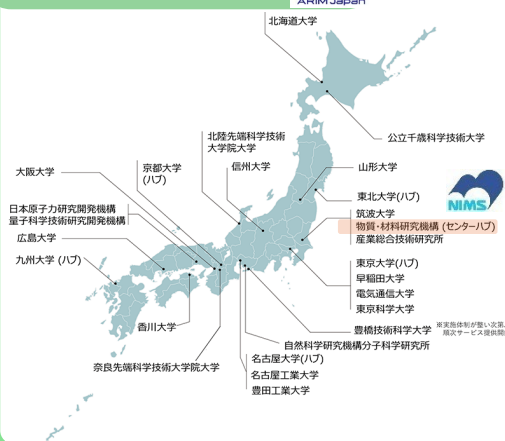 ARIM Japan
北海道大学
公立千歳科学技術大学
北陸先端科学技術
大学院大学
京都大学
(ハブ)
信州大学
山形大学
大阪大学
東北大学(ハブ)
NIMS
日本原子力研究開発機構
量子科学技術研究開発機構
筑波大学
物質・材料研究機構 (センターハブ)
産業総合技術研究所
広島大学
九州大学 (ハブ)
東京大学(ハブ)
早稲田大学
電気通信大学
東京科学大学
香川大学
豊橋技術科学大学
※実施体制が整い次第、
順次サービス提供開
自然科学研究機構分子科学研究所
奈良先端科学技術大学院大学
名古屋大学(ハブ)
名古屋工業大学
豊田工業大学